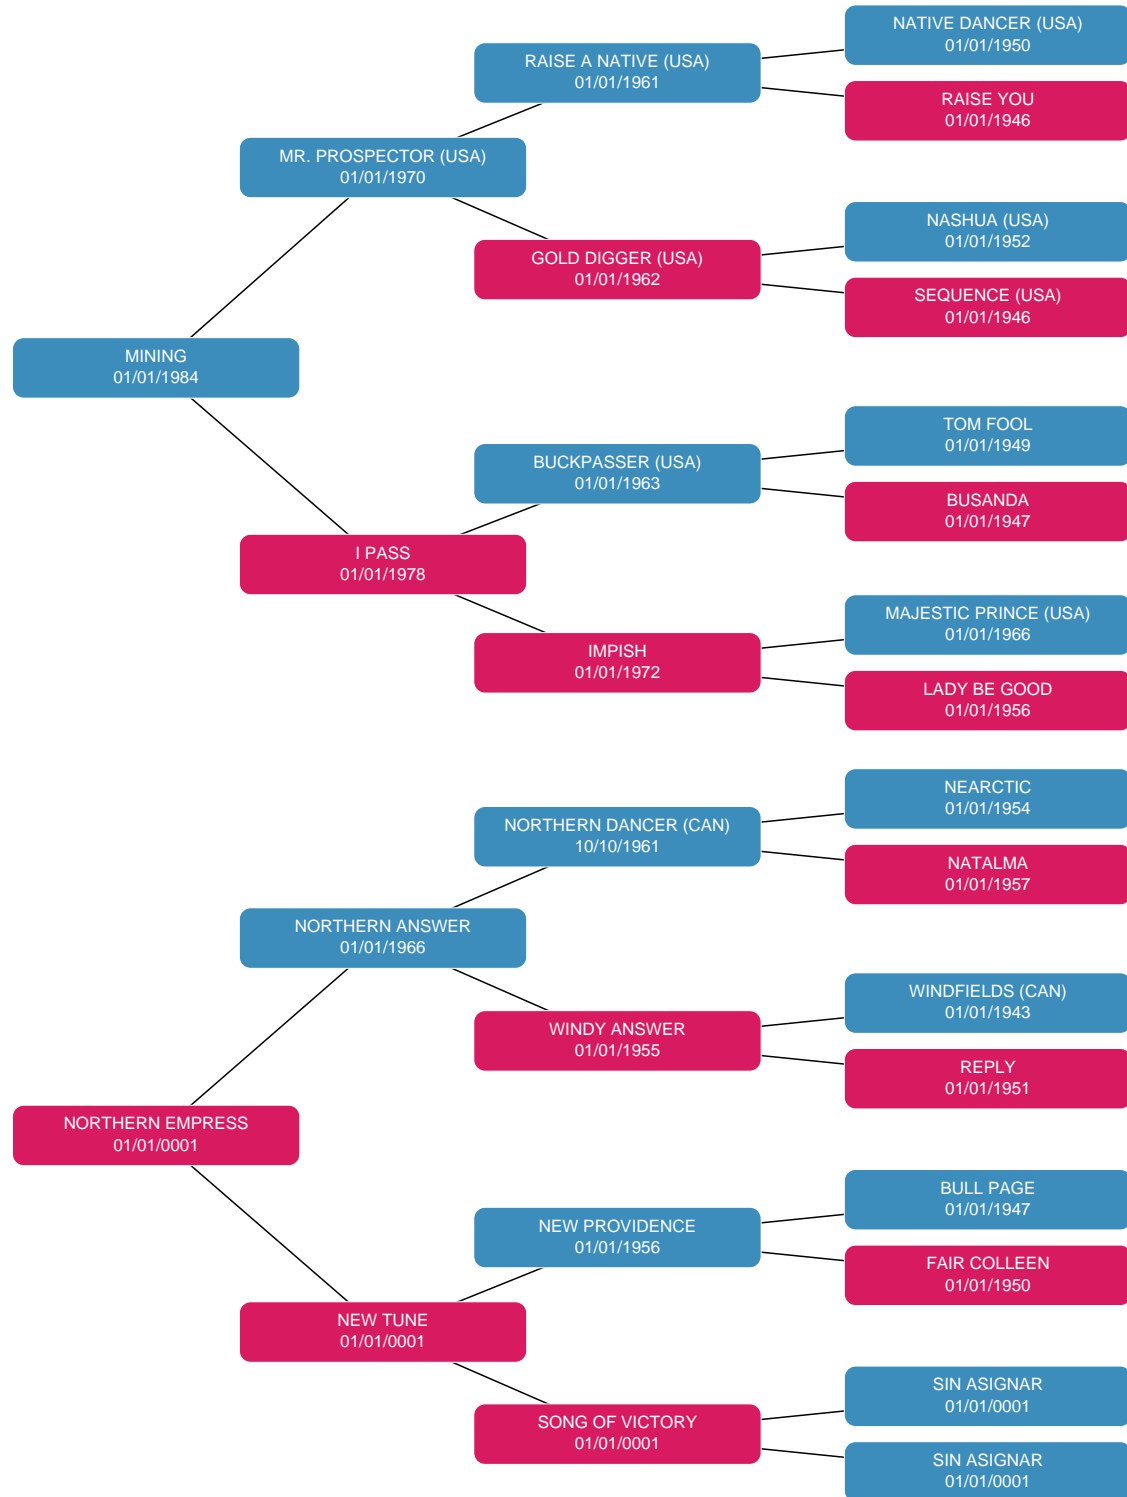 NATIVE DANCER (USA)
01/01/1950
RAISE A NATIVE (USA)
01/01/1961
RAISE YOU
01/01/1946
MR. PROSPECTOR (USA)
01/01/1970
NASHUA (USA)
01/01/1952
GOLD DIGGER (USA)
01/01/1962
SEQUENCE (USA)
01/01/1946
MINING
01/01/1984
TOM FOOL
01/01/1949
BUCKPASSER (USA)
01/01/1963
BUSANDA
01/01/1947
I PASS
01/01/1978
MAJESTIC PRINCE (USA)
01/01/1966
IMPISH
01/01/1972
LADY BE GOOD
01/01/1956
NEARCTIC
01/01/1954
NORTHERN DANCER (CAN)
10/10/1961
NATALMA
01/01/1957
NORTHERN ANSWER
01/01/1966
WINDFIELDS (CAN)
01/01/1943
WINDY ANSWER
01/01/1955
REPLY
01/01/1951
NORTHERN EMPRESS
01/01/0001
BULL PAGE
01/01/1947
NEW PROVIDENCE
01/01/1956
FAIR COLLEEN
01/01/1950
NEW TUNE
01/01/0001
SIN ASIGNAR
01/01/0001
SONG OF VICTORY
01/01/0001
SIN ASIGNAR
01/01/0001